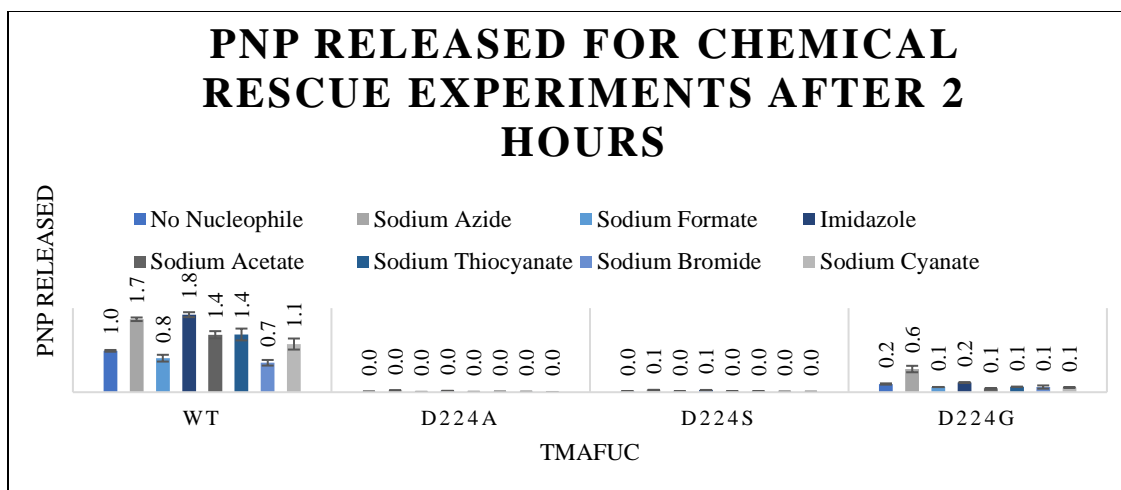 PNP RELEASED FOR CHEMICAL
RESCUE EXPERIMENTS AFTER 2
HOURS
No Nucleophile Sodium Azide Sodium Formate Imidazole
Sodium Acetate Sodium Thiocyanate Sodium Bromide Sodium Cyanate
PNP RELEASED
1.0 1.7 0.8 1.8 1.4 1.4 0.7 1.1
0.0 0.0 0.0 0.0 0.0 0.0 0.0 0.0
0.0 0.1 0.0 0.1 0.0 0.0 0.0 0.0
0.2 0.6 0.1 0.2 0.1 0.1 0.1 0.1
WT D224A D224S D224G
TMAFUC